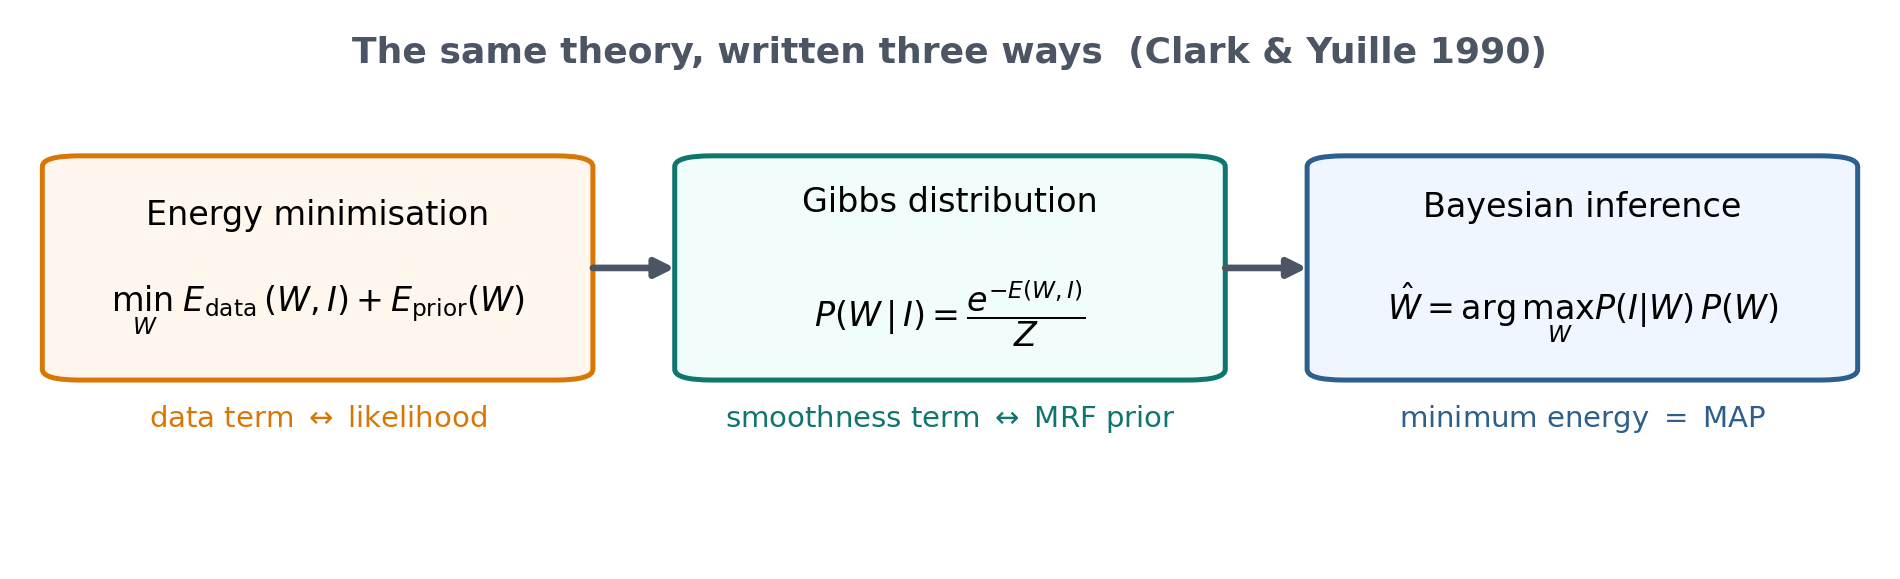 The same theory, written three ways (Clark & Yuille 1990)
Energy minimisation
min_W E_data (W, I) + E_prior(W)
data term ↔ likelihood
Gibbs distribution
P(W | I) = e^{−E(W, I)} / Z
smoothness term ↔ MRF prior
Bayesian inference
Ŵ = arg max_W P(I|W) P(W)
minimum energy = MAP